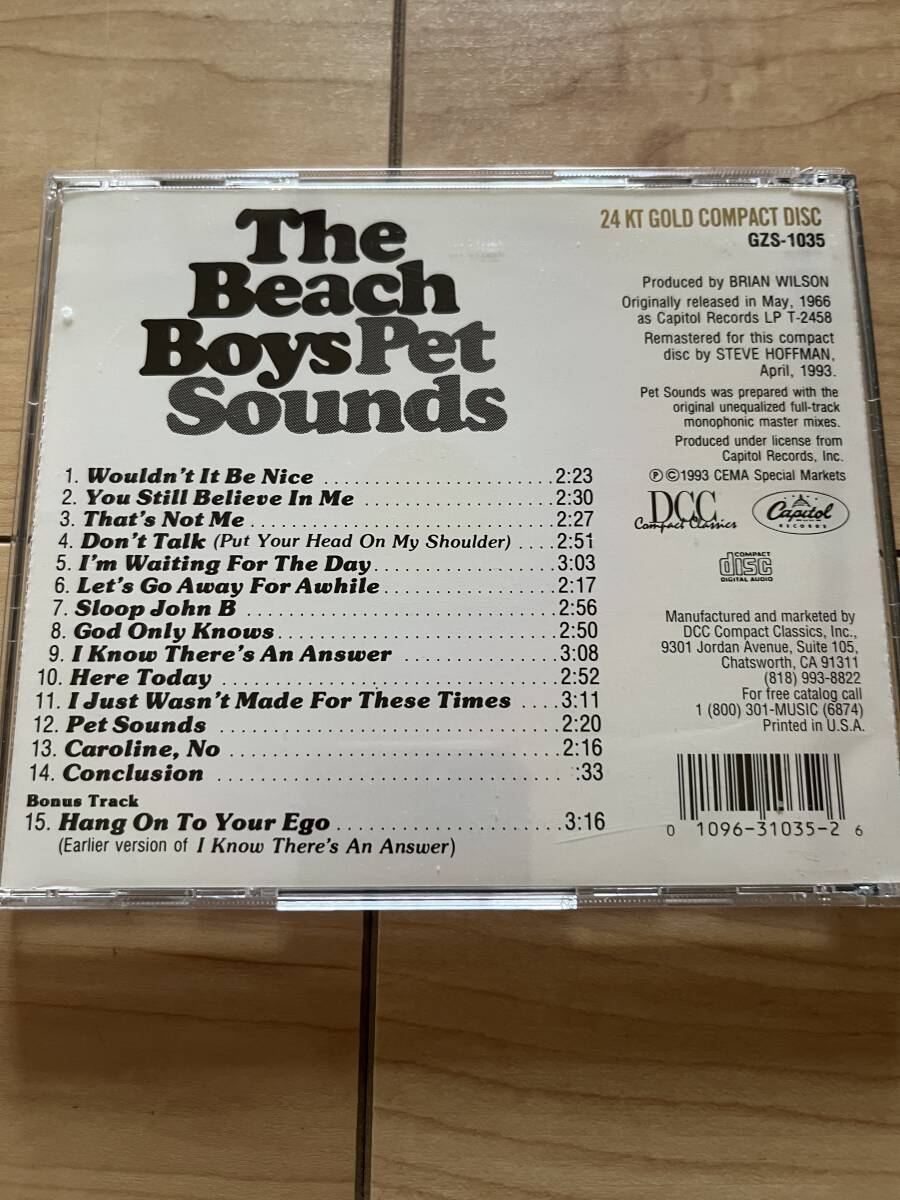 The
Beach
Boys Pet
Sounds
24 KT GOLD COMPACT DISC
GZS-1035
Produced by BRIAN WILSON
Originally released in May, 1966
as Capitol Records LP T-2458
Remastered for this compact
disc by STEVE HOFFMAN,
April, 1993.
Pet Sounds was prepared with the
original unequalized full-track
monophonic master mixes.
Produced under license from
Capitol Records, Inc.
℗©1993 CEMA Special Markets
DCC
Compact Classics
Capitol
RECORDS
COMPACT
disc
DIGITAL AUDIO
Manufactured and marketed by
DCC Compact Classics, Inc.,
9301 Jordan Avenue, Suite 105,
Chatsworth, CA 91311
(818) 993-8822
For free catalog call
1 (800) 301-MUSIC (6874)
Printed in U.S.A.
0 1096-31035-2 6
1. Wouldn't It Be Nice ........................2:23
2. You Still Believe In Me ....................2:30
3. That's Not Me...............................2:27
4. Don't Talk (Put Your Head On My Shoulder) ....2:51
5. I'm Waiting For The Day..................3:03
6. Let's Go Away For Awhile.................2:17
7. Sloop John B ..............................2:56
8. God Only Knows............................2:50
9. I Know There's An Answer ...............3:08
10. Here Today ................................2:52
11. I Just Wasn't Made For These Times ....3:11
12. Pet Sounds ................................2:20
13. Caroline, No ..............................2:16
14. Conclusion ................................ :33
Bonus Track
15. Hang On To Your Ego.....................3:16
(Earlier version of I Know There's An Answer)